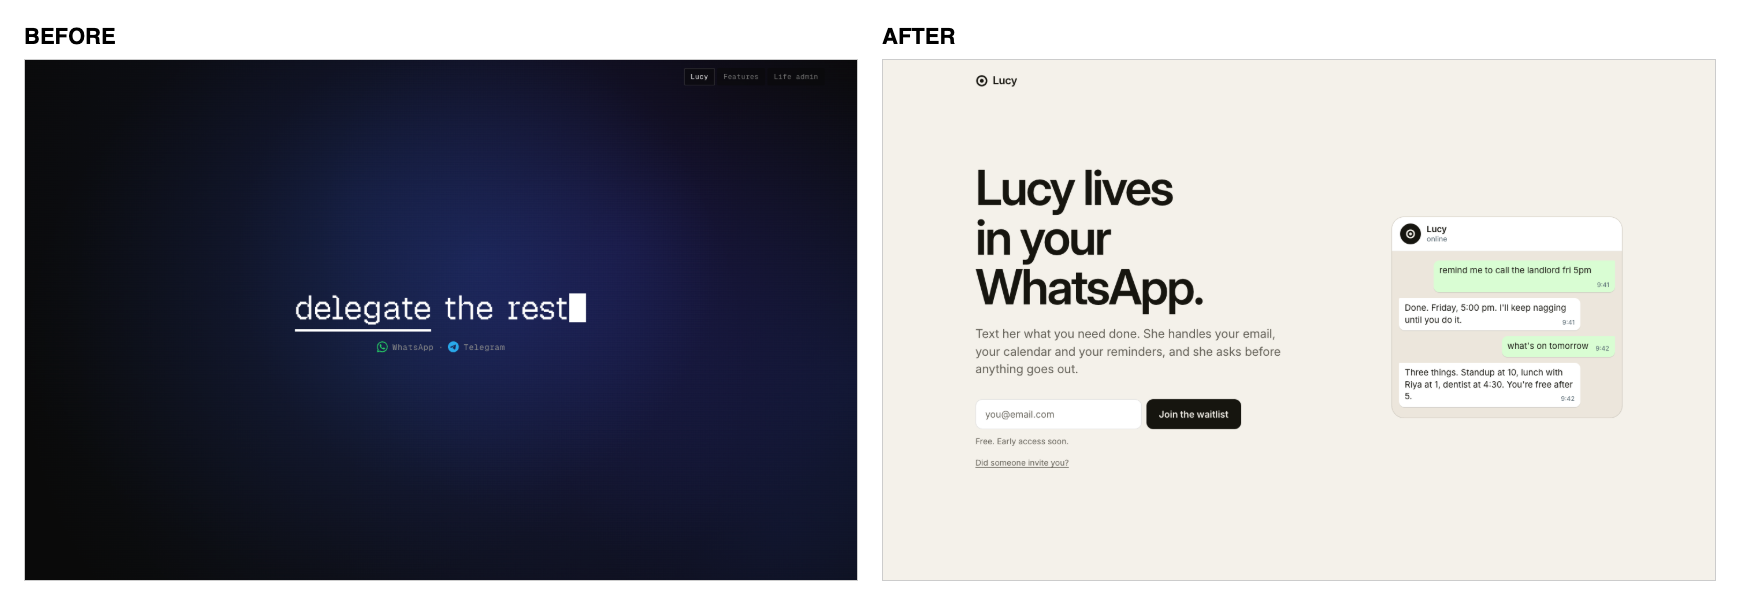 BEFORE
Lucy Features Life admin
delegate the rest
WhatsApp · Telegram
AFTER
Lucy
Lucy lives
in your
WhatsApp.
Text her what you need done. She handles your email,
your calendar and your reminders, and she asks before
anything goes out.
you@email.com Join the waitlist
Free. Early access soon.
Did someone invite you?
Lucy
online
remind me to call the landlord fri 5pm
9:41
Done. Friday, 5:00 pm. I'll keep nagging
until you do it. 9:41
what's on tomorrow 9:42
Three things. Standup at 10, lunch with
Riya at 1, dentist at 4:30. You're free after
5. 9:42